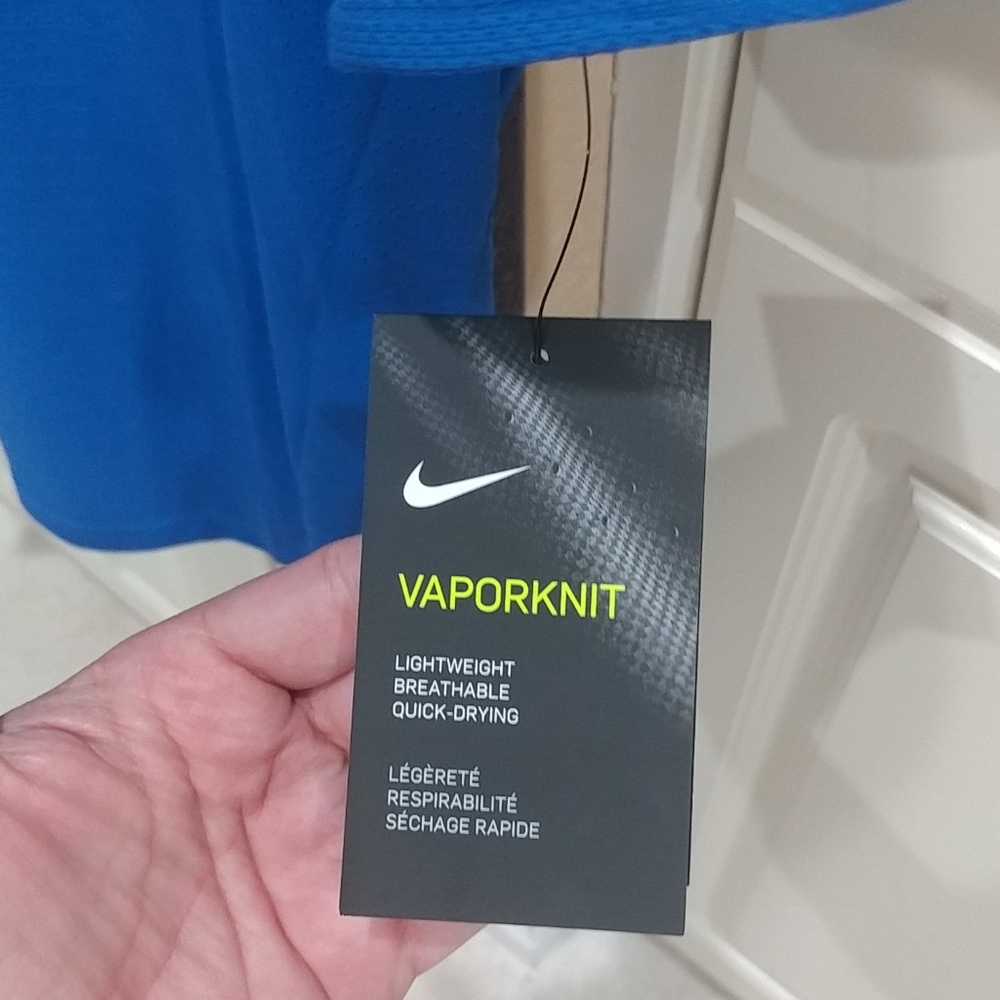 VAPORKNIT
LIGHTWEIGHT
BREATHABLE
QUICK-DRYING
LÉGÈRETÉ
RESPIRABILITÉ
SÉCHAGE RAPIDE